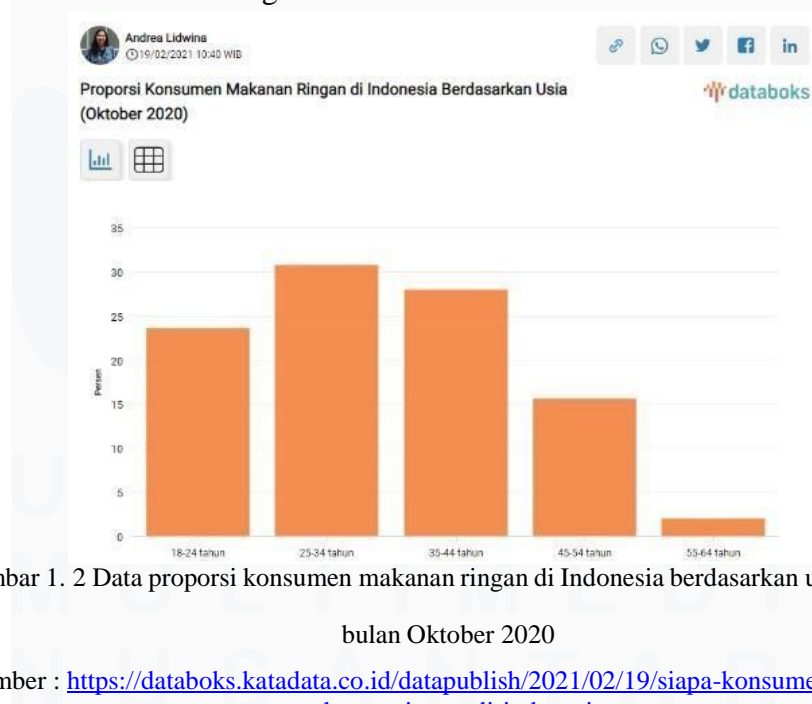 Andrea Lidwina
19/02/2021 10:40 WIB
Proporsi Konsumen Makanan Ringan di Indonesia Berdasarkan Usia
(Oktober 2020)
databoks
35
30
25
20
15
10
5
0
Persen
18-24 tahun
25-34 tahun
35-44 tahun
45-54 tahun
55-64 tahun
bar 1. 2 Data proporsi konsumen makanan ringan di Indonesia berdasarkan
bulan Oktober 2020
mber : https://databoks.katadata.co.id/datapublish/2021/02/19/siapa-konsume